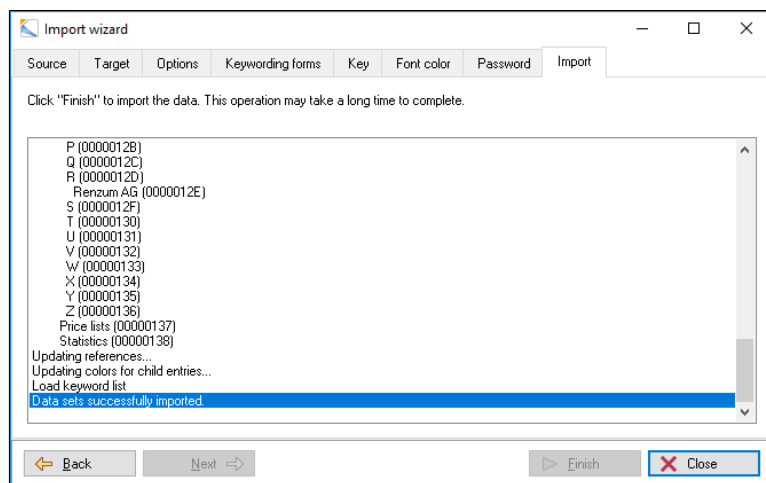 Import wizard
Source Target Options Keywording forms Key Font color Password Import
Click "Finish" to import the data. This operation may take a long time to complete.
P (0000012B)
Q (0000012C)
R (0000012D)
Renzum AG (0000012E)
S (0000012F)
T (00000130)
U (00000131)
V (00000132)
W (00000133)
X (00000134)
Y (00000135)
Z (00000136)
Price lists (00000137)
Statistics (00000138)
Updating references...
Updating colors for child entries...
Load keyword list
Data sets successfully imported.
Back Next Finish Close